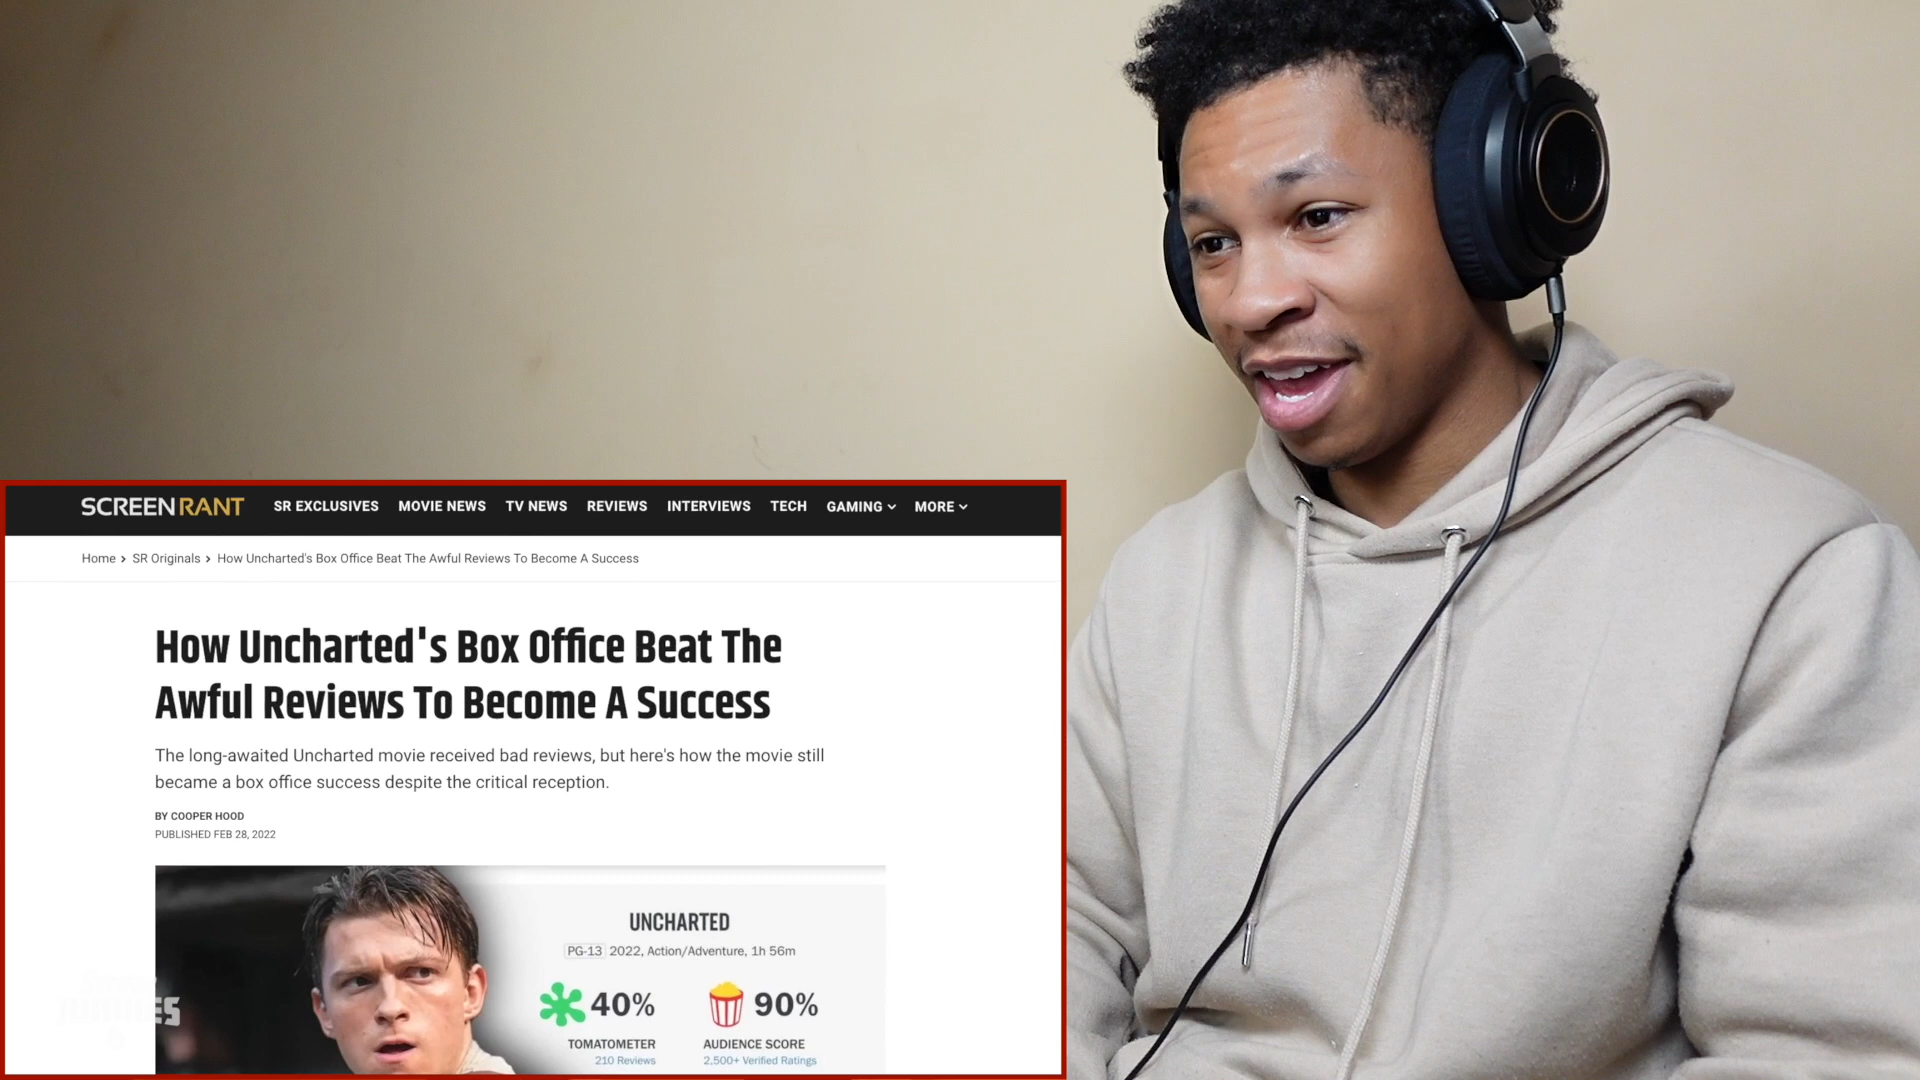 SCREENRANT SR EXCLUSIVES MOVIE NEWS TV NEWS REVIEWS INTERVIEWS TECH GAMING MORE
Home > SR Originals > How Uncharted's Box Office Beat The Awful Reviews To Become A Success
How Uncharted's Box Office Beat The
Awful Reviews To Become A Success
The long-awaited Uncharted movie received bad reviews, but here's how the movie still
became a box office success despite the critical reception.
BY COOPER HOOD
PUBLISHED FEB 28, 2022
UNCHARTED
PG-13 2022, Action/Adventure, 1h 56m
40% 90%
TOMATOMETER AUDIENCE SCORE
210 Reviews 2,500+ Verified Ratings